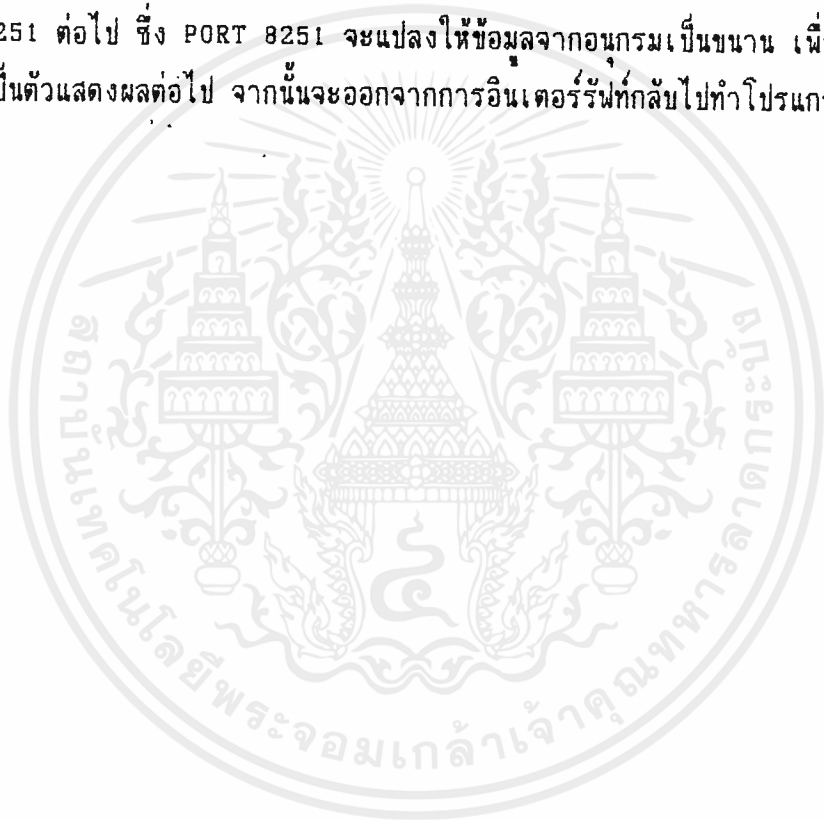 251 ต่อไป ซึ่ง PORT 8251 จะแปลงให้ข้อมูลจากอนุกรมเป็นขนาน เพื่
ป็นตัวแสดงผลต่อไป จากนั้นจะออกจากการอินเตอร์รัฟท์กลับไปทำโปรแกร
สถาบันเทคโนโลยีพระจอมเกล้าเจ้าคุณทหารลาดกระบัง